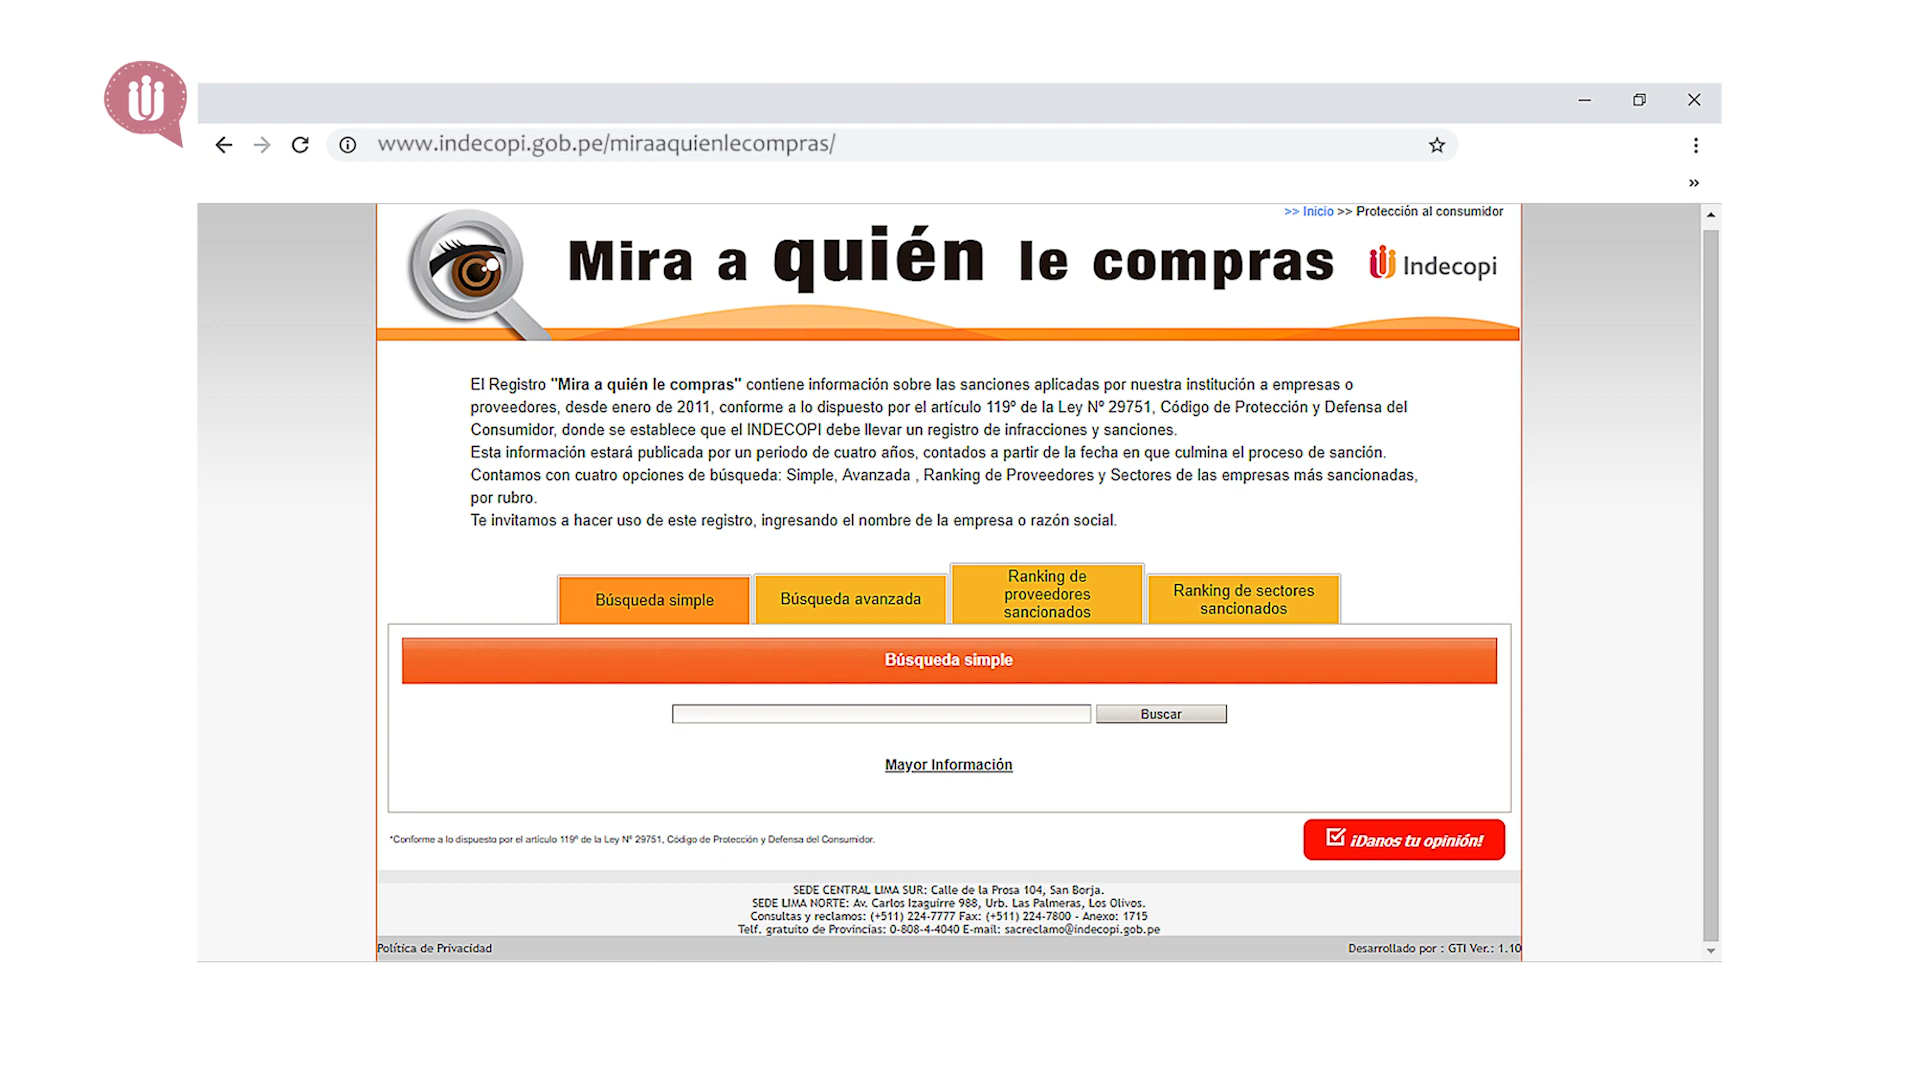 www.indecopi.gob.pe/miraaquienlecompras/
»
>> Inicio >> Protección al consumidor
Mira a quién le compras
Indecopi
El Registro "Mira a quién le compras" contiene información sobre las sanciones aplicadas por nuestra institución a empresas o
proveedores, desde enero de 2011, conforme a lo dispuesto por el artículo 119º de la Ley Nº 29751, Código de Protección y Defensa del
Consumidor, donde se establece que el INDECOPI debe llevar un registro de infracciones y sanciones.
Esta información estará publicada por un periodo de cuatro años, contados a partir de la fecha en que culmina el proceso de sanción.
Contamos con cuatro opciones de búsqueda: Simple, Avanzada , Ranking de Proveedores y Sectores de las empresas más sancionadas,
por rubro.
Te invitamos a hacer uso de este registro, ingresando el nombre de la empresa o razón social.
Búsqueda simple
Búsqueda avanzada
Ranking de
proveedores
sancionados
Ranking de sectores
sancionados
Búsqueda simple
Buscar
Mayor Información
*Conforme a lo dispuesto por el artículo 119º de la Ley Nº 29751, Código de Protección y Defensa del Consumidor.
¡Danos tu opinión!
SEDE CENTRAL LIMA SUR: Calle de la Prosa 104, San Borja.
SEDE LIMA NORTE: Av. Carlos Izaguirre 988, Urb. Las Palmeras, Los Olivos.
Consultas y reclamos: (+511) 224-7777 Fax: (+511) 224-7800 - Anexo: 1715
Telf. gratuito de Provincias: 0-808-4-4040 E-mail: sacreclamo@indecopi.gob.pe
Política de Privacidad
Desarrollado por : GTI Ver.: 1.10